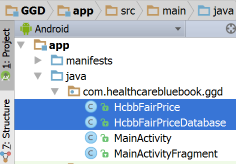 GGD app src main java
Android
1: Project
app
manifests
java
com.healthcarebluebook.ggd
HcbbFairPrice
HcbbFairPriceDatabase
7: Structure
MainActivity
MainActivityFragment